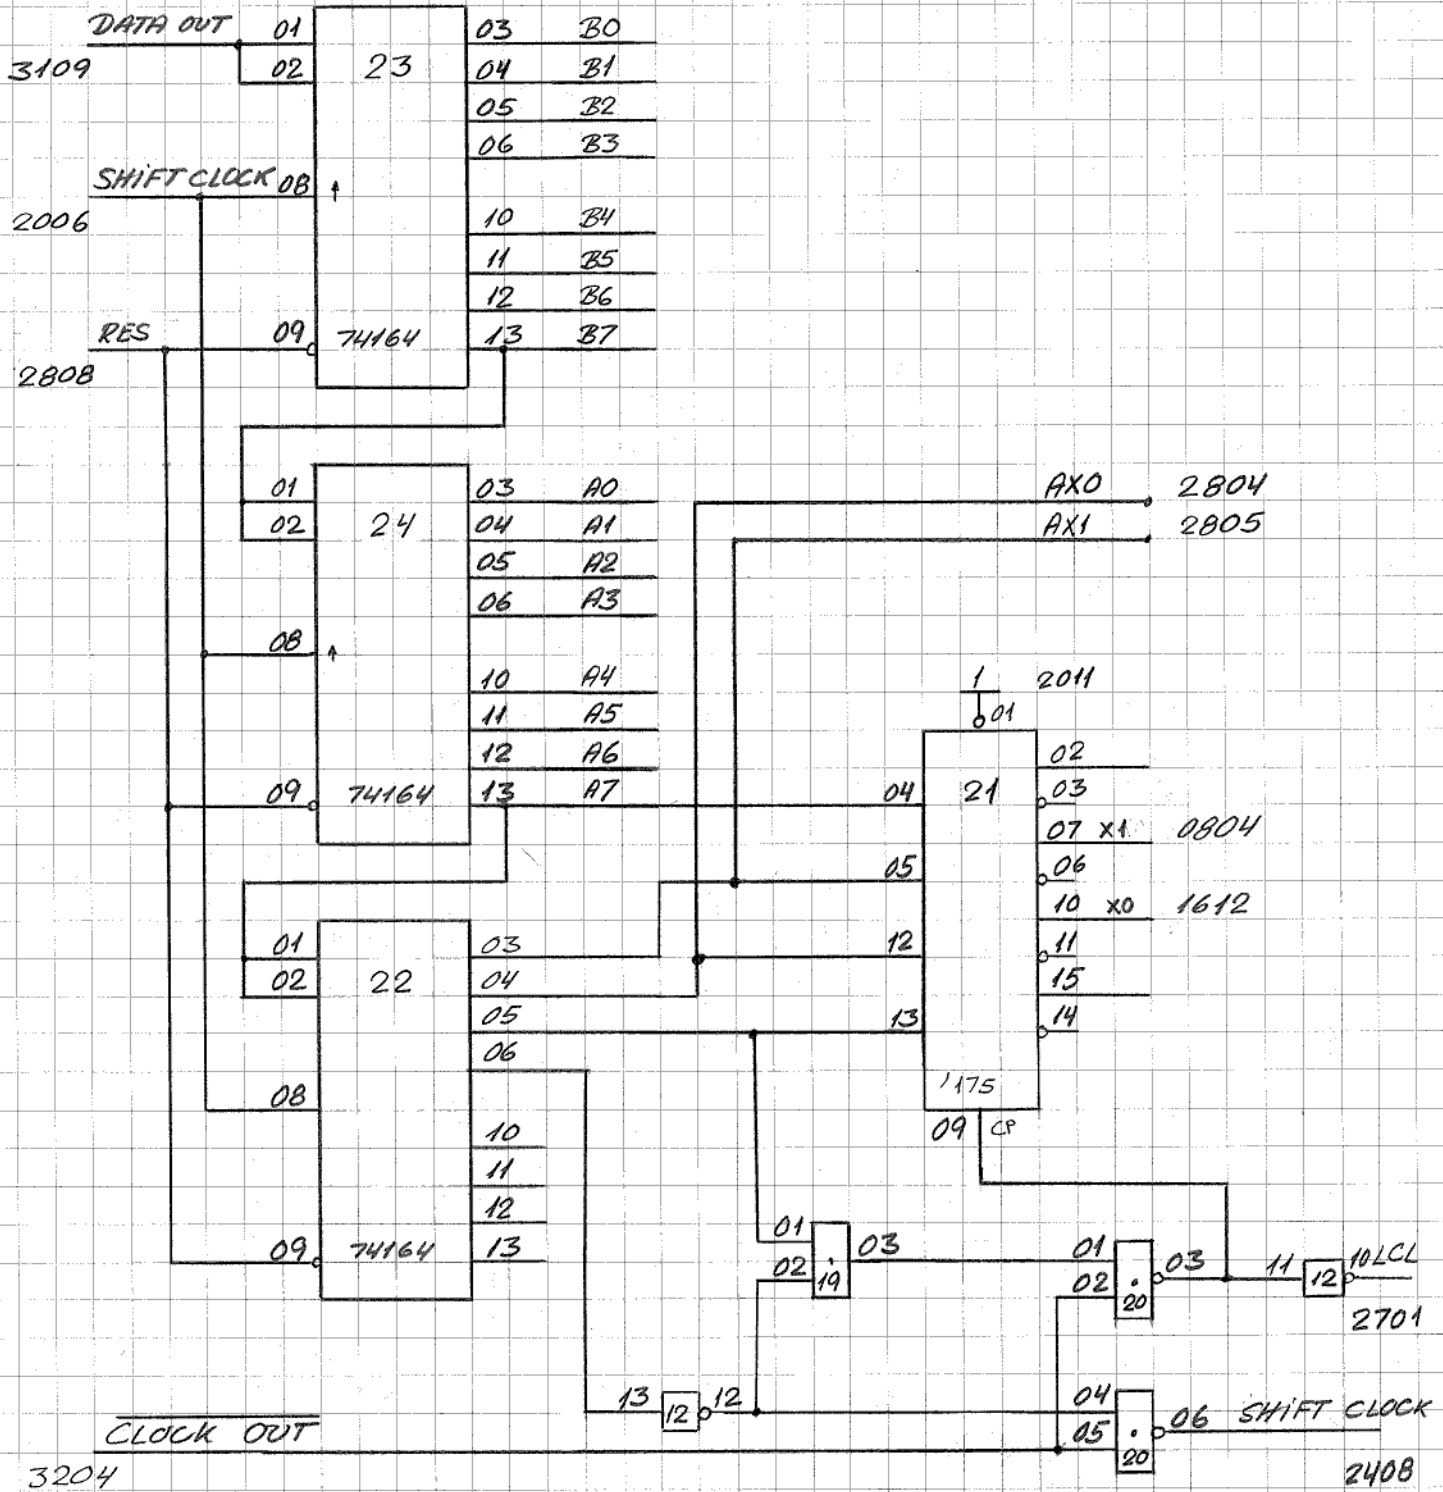 DATA OUT 01 03 B0
3109 02 23 04 B1
05 B2
06 B3
SHIFT CLOCK 08 ↑
2006 10 B4
11 B5
12 B6
RES 09 74164 13 B7
2808
01 03 A0 AX0 2804
02 24 04 A1 AX1 2805
05 A2
06 A3
08 ↑
10 A4 1 2011
11 A5 01
12 A6 02
09 74164 13 A7 04 21 03
07 X1 0804
05 06
10 X0 1612
01 03 12 11
02 22 04 15
05 13 14
06
08 '175
10 09 CP
11
12
09 74164 13
01 03 01 03 11 10 LCL
02 19 02 20 12
2701
13 12 12 04 06 SHIFT CLOCK
CLOCK OUT 05 20
3204 2408